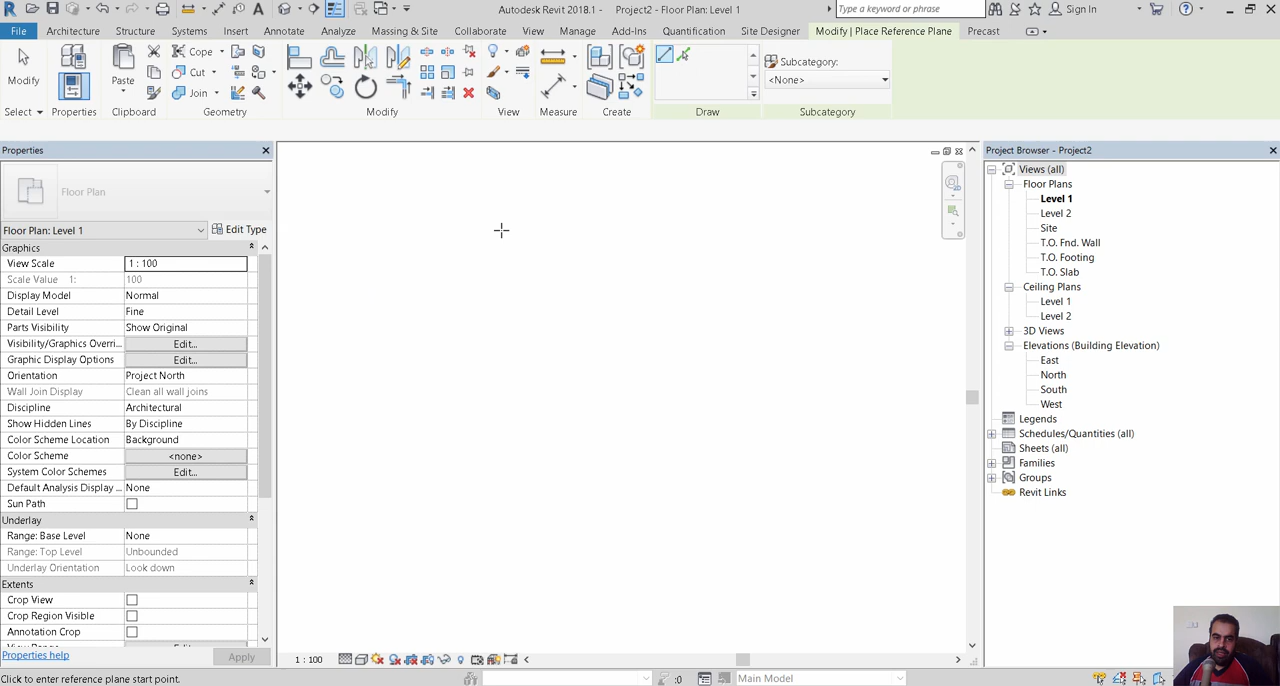 Autodesk Revit 2018.1 - Project2 - Floor Plan: Level 1
Type a keyword or phrase
Sign In
File Architecture Structure Systems Insert Annotate Analyze Massing & Site Collaborate View Manage Add-Ins Quantification Site Designer Modify | Place Reference Plane Precast
Modify
Paste
Cope
Cut
Join
Subcategory:
<None>
Select Properties Clipboard Geometry Modify View Measure Create Draw Subcategory
Properties
Floor Plan
Floor Plan: Level 1
Edit Type
Graphics
View Scale 1 : 100
Scale Value 1: 100
Display Model Normal
Detail Level Fine
Parts Visibility Show Original
Visibility/Graphics Overri... Edit...
Graphic Display Options Edit...
Orientation Project North
Wall Join Display Clean all wall joins
Discipline Architectural
Show Hidden Lines By Discipline
Color Scheme Location Background
Color Scheme <none>
System Color Schemes Edit...
Default Analysis Display ... None
Sun Path
Underlay
Range: Base Level None
Range: Top Level Unbounded
Underlay Orientation Look down
Extents
Crop View
Crop Region Visible
Annotation Crop
Properties help
Apply
1 : 100
Project Browser - Project2
Views (all)
Floor Plans
Level 1
Level 2
Site
T.O. Fnd. Wall
T.O. Footing
T.O. Slab
Ceiling Plans
Level 1
Level 2
3D Views
Elevations (Building Elevation)
East
North
South
West
Legends
Schedules/Quantities (all)
Sheets (all)
Families
Groups
Revit Links
Click to enter reference plane start point.
:0
Main Model